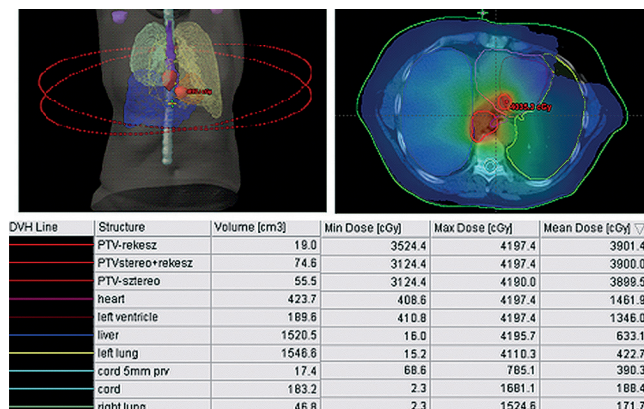 4335.3 cGy
DVH Line Structure Volume [cm3] Min Dose [cGy] Max Dose [cGy] Mean Dose [cGy]
PTV-rekesz 19.0 3524.4 4197.4 3901.4
PTVstereo+rekesz 74.6 3124.4 4197.4 3900.0
PTV-sztereo 55.5 3124.4 4190.0 3899.5
heart 423.7 408.6 4197.4 1461.9
left ventricle 189.6 410.8 4197.4 1346.0
liver 1520.5 16.0 4195.7 633.1
left lung 1546.6 15.2 4110.3 422.7
cord 5mm prv 17.4 68.6 785.1 390.3
cord 183.2 2.3 1681.1 188.4
right lung 46.8 2.3 1524.6 171.7